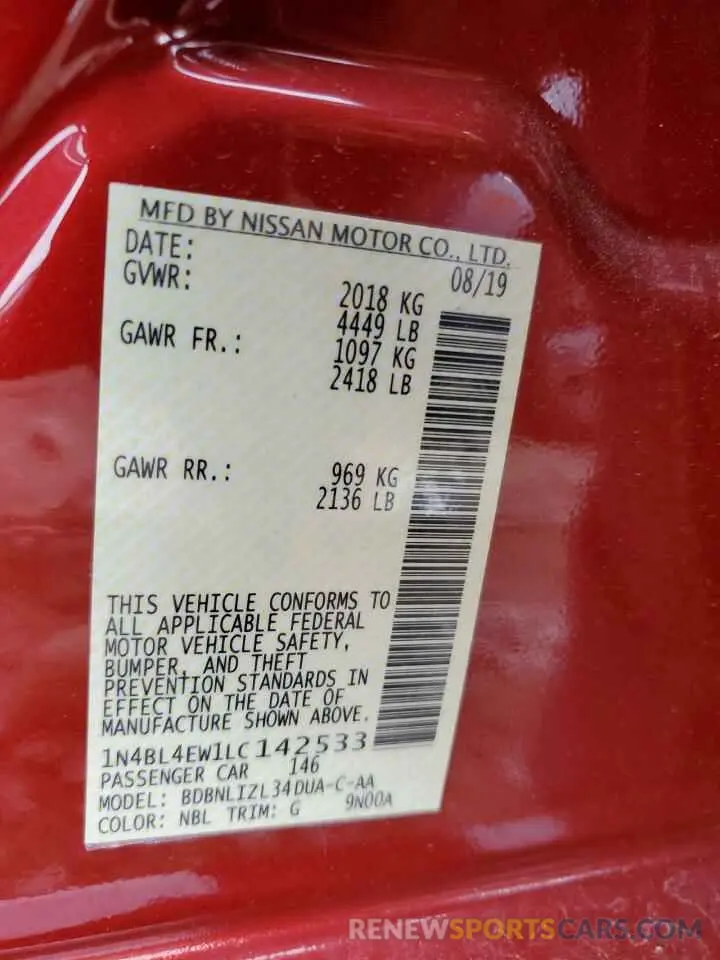 MFD BY NISSAN MOTOR CO., LTD.
DATE: 08/19
GVWR: 2018 KG
4449 LB
GAWR FR.: 1097 KG
2418 LB
GAWR RR.: 969 KG
2136 LB
THIS VEHICLE CONFORMS TO
ALL APPLICABLE FEDERAL
MOTOR VEHICLE SAFETY,
BUMPER, AND THEFT
PREVENTION STANDARDS IN
EFFECT ON THE DATE OF
MANUFACTURE SHOWN ABOVE.
1N4BL4EW1LC142533
PASSENGER CAR 146
MODEL: BDBNLIZL34DUA-C-AA
COLOR: NBL TRIM: G 9N00A
RENEWSPORTSCARS.COM